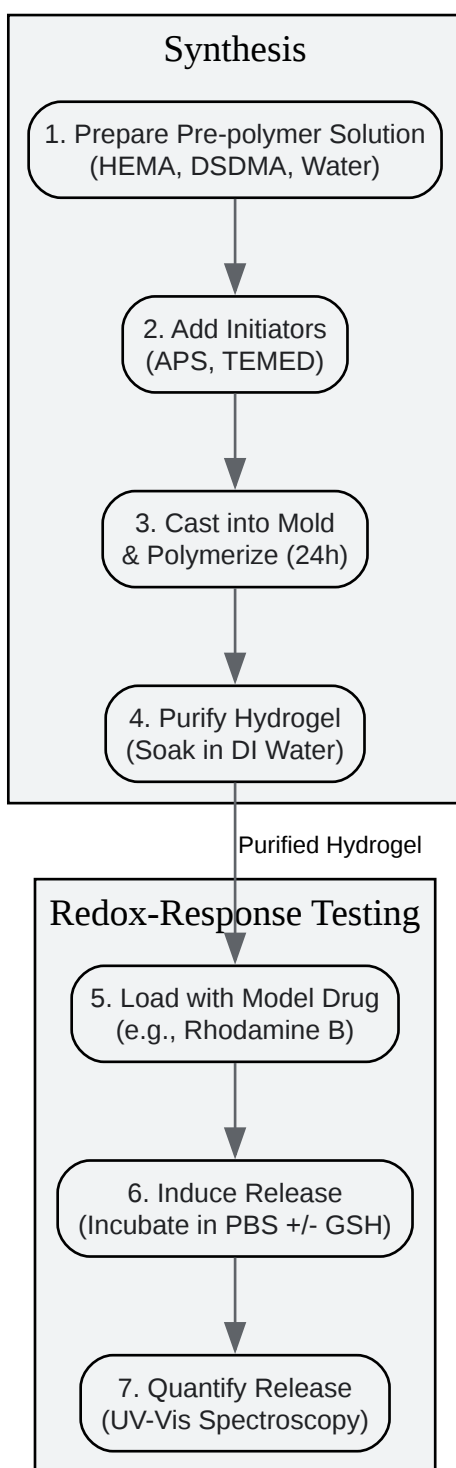 Synthesis
1. Prepare Pre-polymer Solution
(HEMA, DSDMA, Water)
2. Add Initiators
(APS, TEMED)
3. Cast into Mold
& Polymerize (24h)
4. Purify Hydrogel
(Soak in DI Water)
Purified Hydrogel
Redox-Response Testing
5. Load with Model Drug
(e.g., Rhodamine B)
6. Induce Release
(Incubate in PBS +/- GSH)
7. Quantify Release
(UV-Vis Spectroscopy)